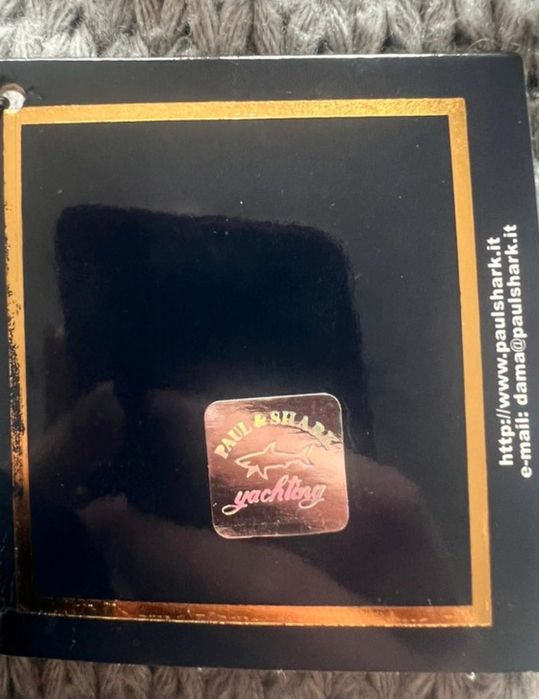 PAUL & SHARK
yachting
http://www.paulshark.it
e-mail: dama@paulshark.it